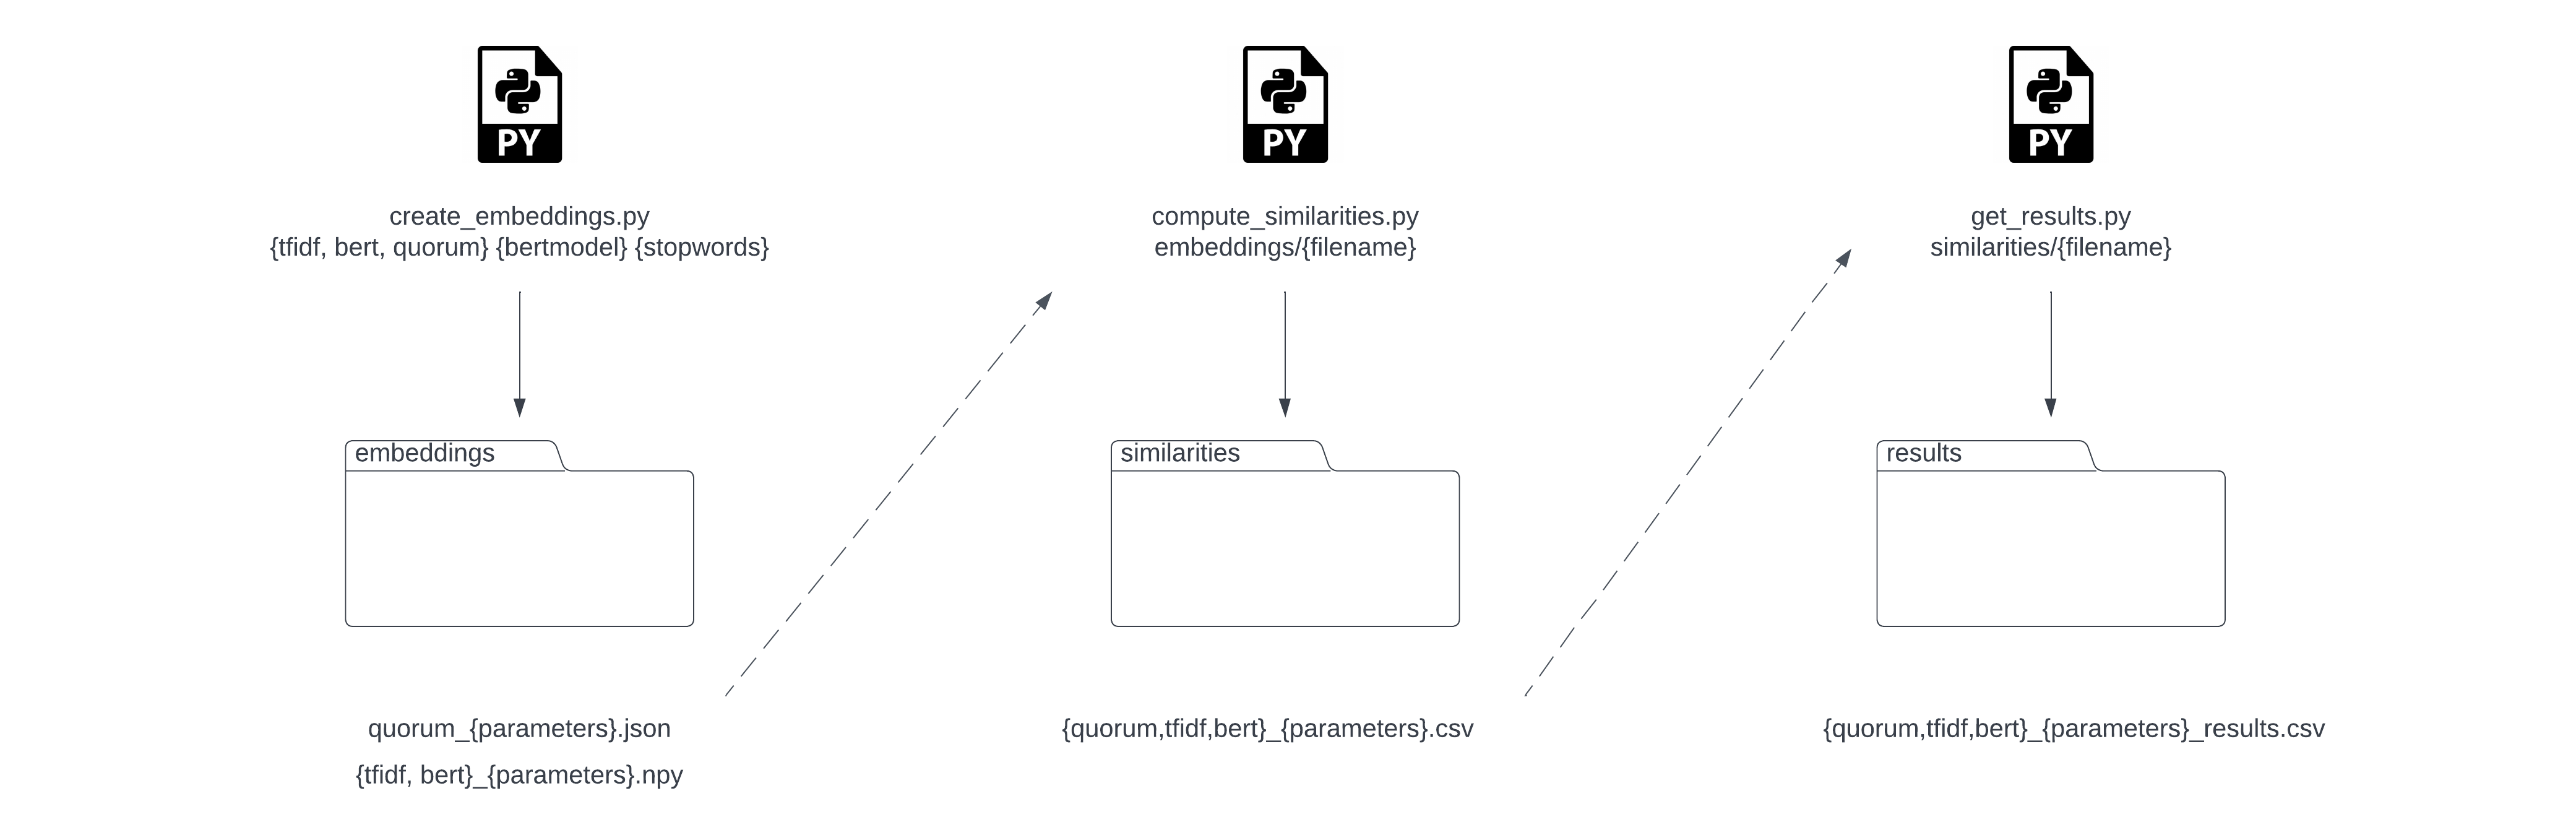 PY
create_embeddings.py
{tfidf, bert, quorum} {bertmodel} {stopwords}
embeddings
quorum_{parameters}.json
{tfidf, bert}_{parameters}.npy
PY
compute_similarities.py
embeddings/{filename}
similarities
{quorum,tfidf,bert}_{parameters}.csv
PY
get_results.py
similarities/{filename}
results
{quorum,tfidf,bert}_{parameters}_results.csv